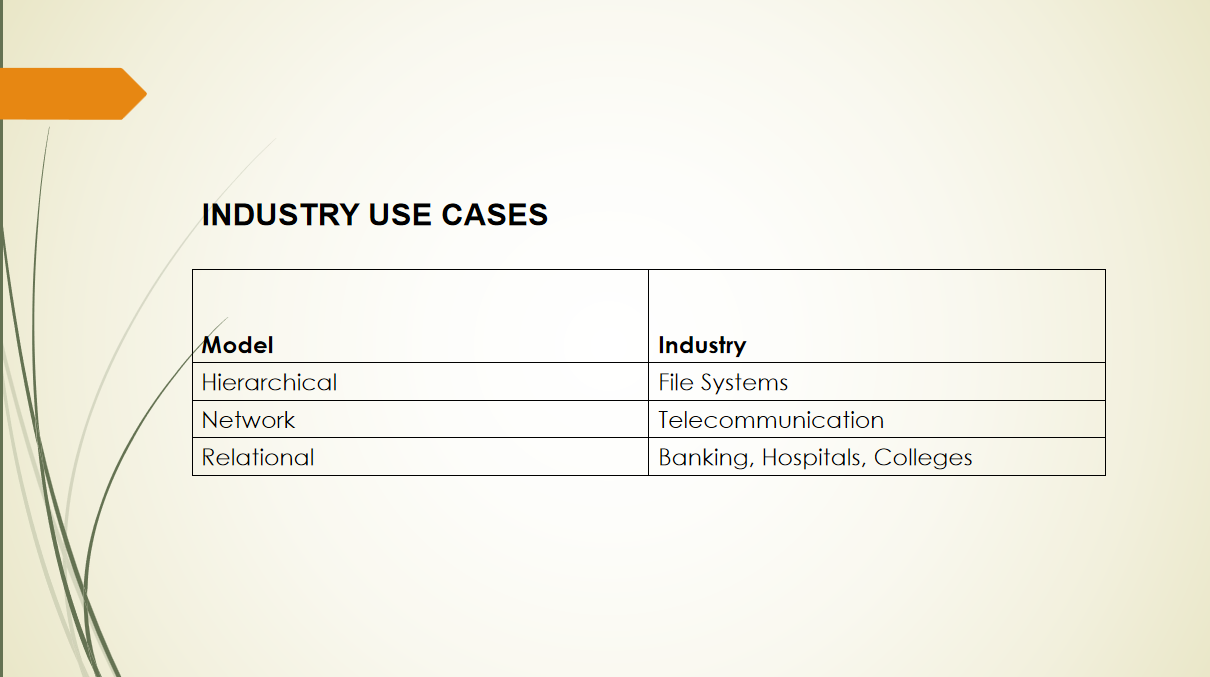 INDUSTRY USE CASES
Model Industry
Hierarchical File Systems
Network Telecommunication
Relational Banking, Hospitals, Colleges